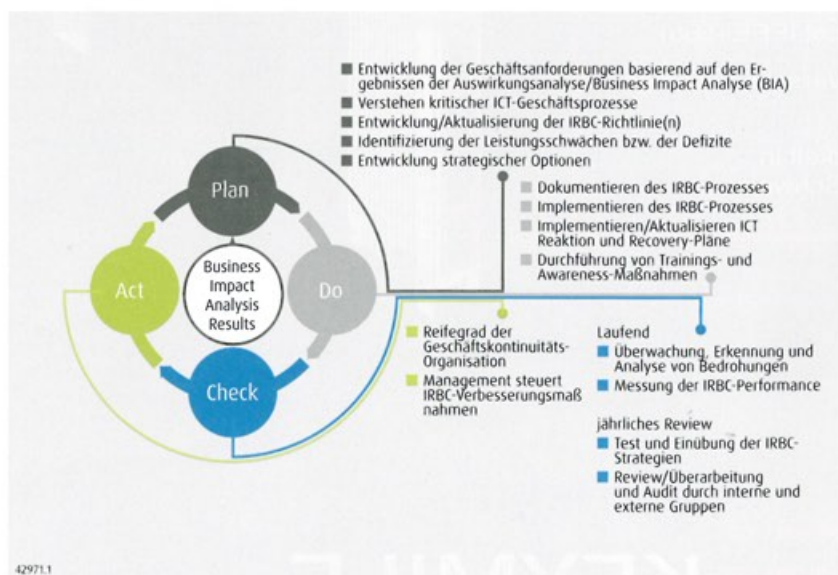 ■ Entwicklung der Geschäftsanforderungen basierend auf den Er-
gebnissen der Auswirkungsanalyse/Business Impact Analyse (BIA)
■ Verstehen kritischer ICT-Geschäftsprozesse
■ Entwicklung/Aktualisierung der IRBC-Richtlinie(n)
■ Identifizierung der Leistungsschwächen bzw. der Defizite
■ Entwicklung strategischer Optionen
Plan
■ Dokumentieren des IRBC-Prozesses
■ Implementieren des IRBC-Prozesses
■ Implementieren/Aktualisieren ICT
Reaktion und Recovery-Pläne
■ Durchführung von Trainings- und
Awareness-Maßnahmen
Act
Business
Impact
Analysis
Results
Do
■ Reifegrad der
Geschäftskontinuitäts-
Organisation
■ Management steuert
IRBC-Verbesserungsmaß
nahmen
Laufend
■ Überwachung, Erkennung und
Analyse von Bedrohungen
■ Messung der IRBC-Performance
Check
jährliches Review
■ Test und Einübung der IRBC-
Strategien
■ Review/Überarbeitung
und Audit durch interne und
externe Gruppen
42971.1